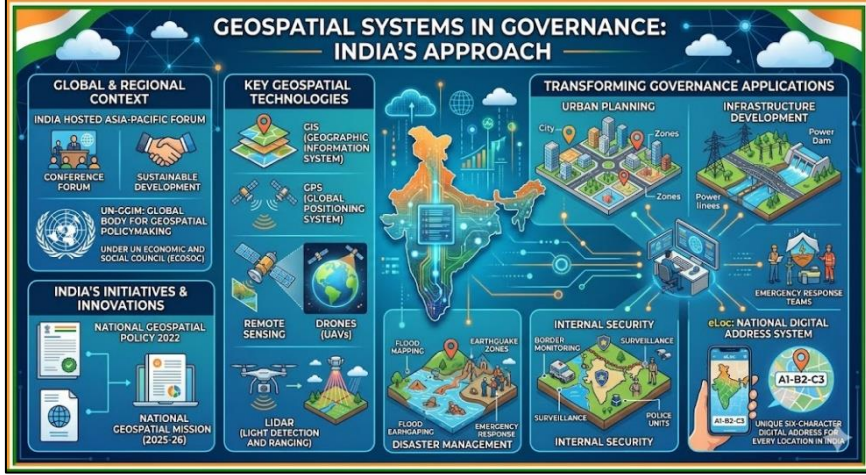 GEOSPATIAL SYSTEMS IN GOVERNANCE:
INDIA'S APPROACH
GLOBAL & REGIONAL
CONTEXT
INDIA HOSTED ASIA-PACIFIC FORUM
CONFERENCE
FORUM
SUSTAINABLE
DEVELOPMENT
UN-GGIM: GLOBAL
BODY FOR GEOSPATIAL
POLICYMAKING
UNDER UN ECONOMIC AND
SOCIAL COUNCIL (ECOSOC)
INDIA'S INITIATIVES &
INNOVATIONS
NATIONAL GEOSPATIAL
POLICY 2022
NATIONAL
GEOSPATIAL MISSION
(2025-26)
KEY GEOSPATIAL
TECHNOLOGIES
GIS
(GEOGRAPHIC
INFORMATION
SYSTEM)
GPS
(GLOBAL
POSITIONING
SYSTEM)
REMOTE
SENSING
DRONES
(UAVs)
LIDAR
(LIGHT DETECTION
AND RANGING)
FLOOD
MAPPING
EARTHQUAKE
ZONES
FLOOD
EARNGAPING
EMERGENCY
RESPONSE
DISASTER MANAGEMENT
TRANSFORMING GOVERNANCE APPLICATIONS
URBAN PLANNING
City
Zones
Zones
INFRASTRUCTURE
DEVELOPMENT
Power
Dam
Power
linees
EMERGENCY RESPONSE
TEAMS
INTERNAL SECURITY
BORDER
MONITORING
SURVEILLANCE
SURVEILLANCE
POLICE
UNITS
INTERNAL SECURITY
eLoc: NATIONAL DIGITAL
ADDRESS SYSTEM
eLoc
A1-B2-C3
A1-B2-C3
UNIQUE SIX-CHARACTER
DIGITAL ADDRESS FOR
EVERY LOCATION IN INDIA